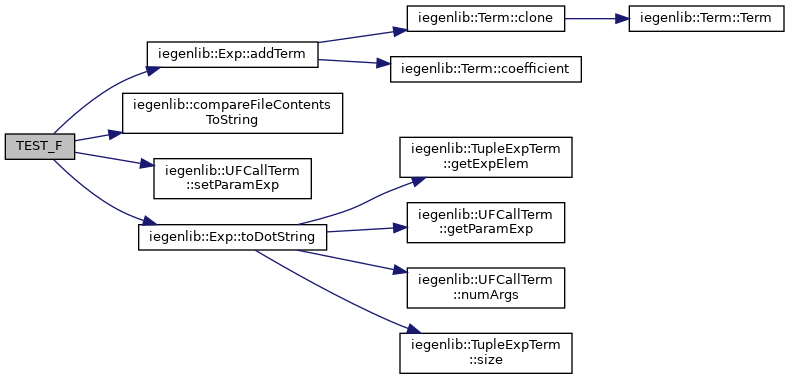 TEST_F
iegenlib::Exp::addTerm
iegenlib::compareFileContents
ToString
iegenlib::UFCallTerm
::setParamExp
iegenlib::Exp::toDotString
iegenlib::Term::clone
iegenlib::Term::coefficient
iegenlib::TupleExpTerm
::getExpElem
iegenlib::UFCallTerm
::getParamExp
iegenlib::UFCallTerm
::numArgs
iegenlib::TupleExpTerm
::size
iegenlib::Term::Term